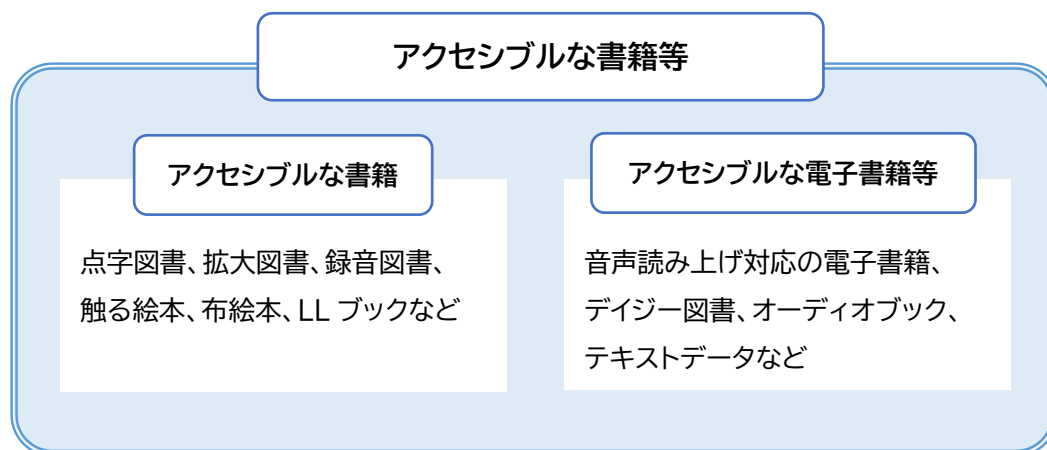 アクセシブルな書籍等
アクセシブルな書籍
点字図書、拡大図書、録音図書、
触る絵本、布絵本、LL ブックなど
アクセシブルな電子書籍等
音声読み上げ対応の電子書籍、
デイジー図書、オーディオブック、
テキストデータなど